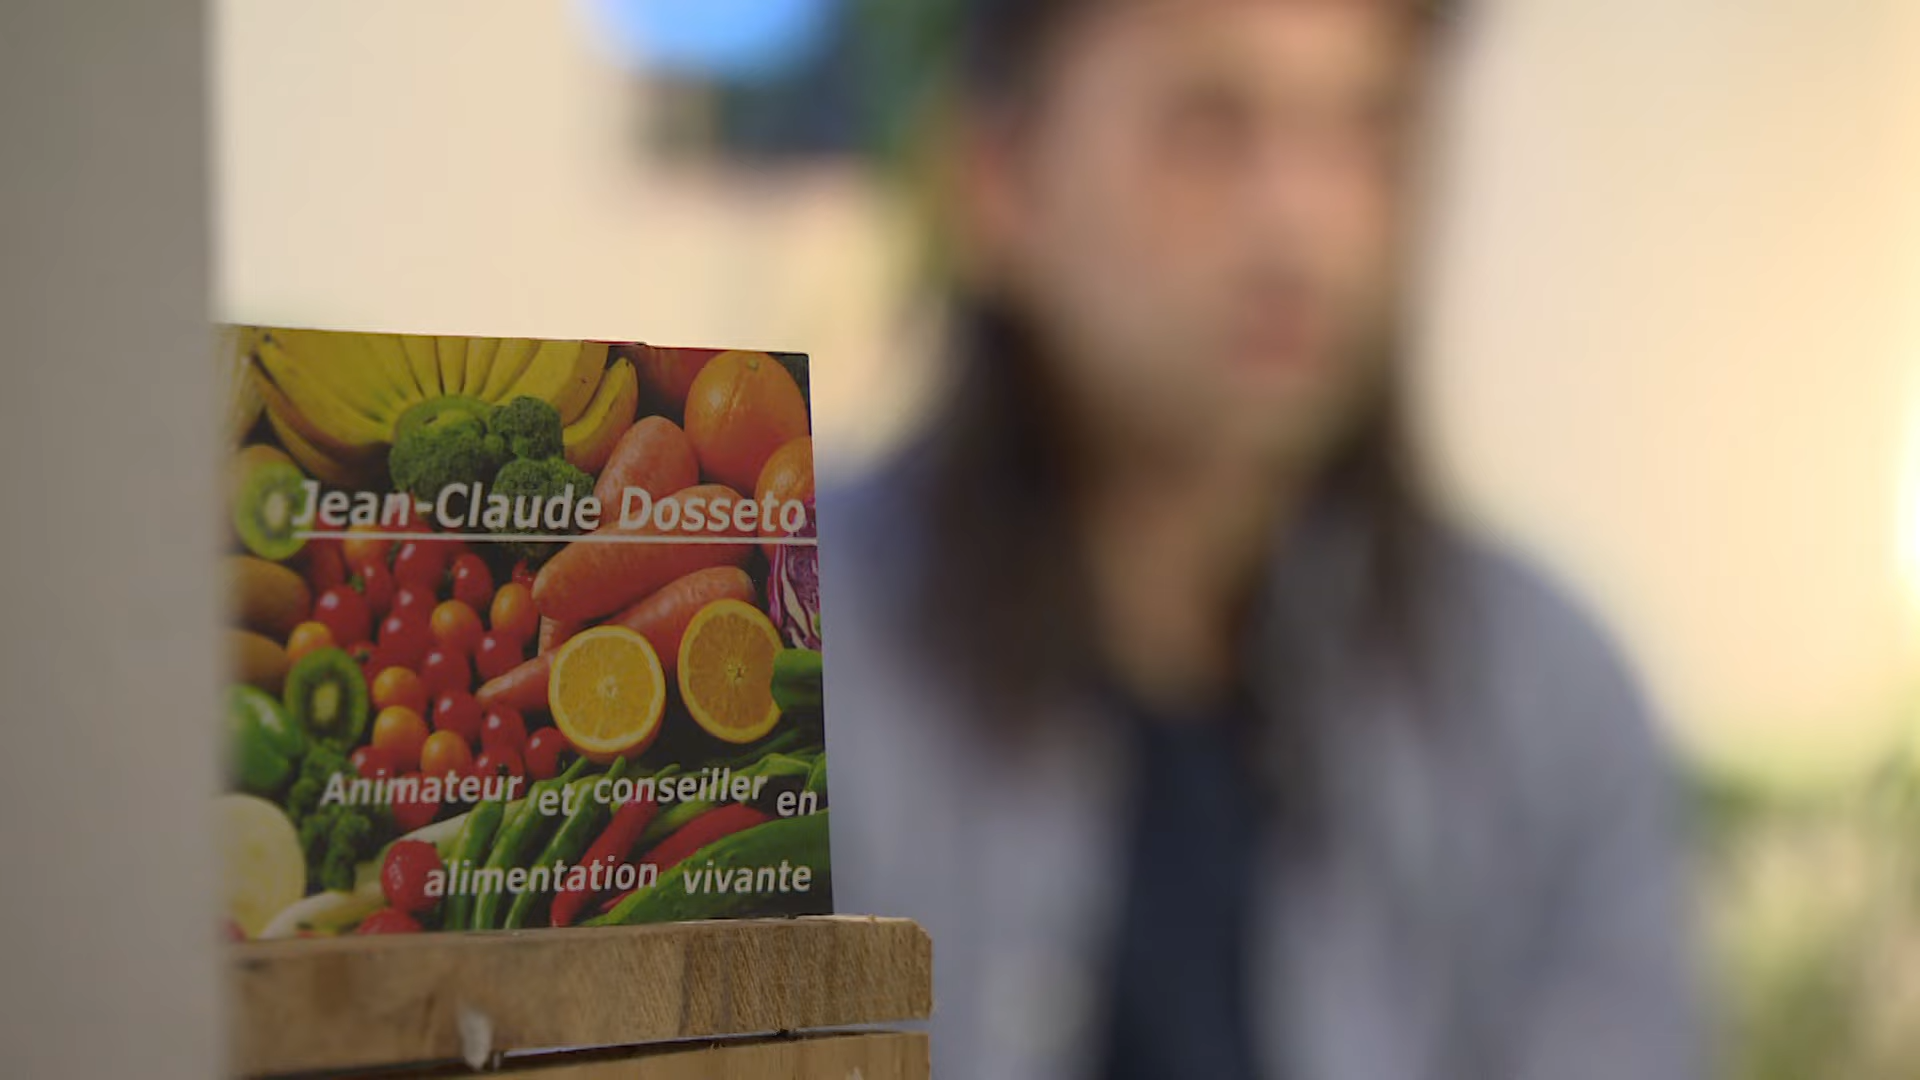 Jean-Claude Dosseto
Animateur et conseiller en
alimentation vivante